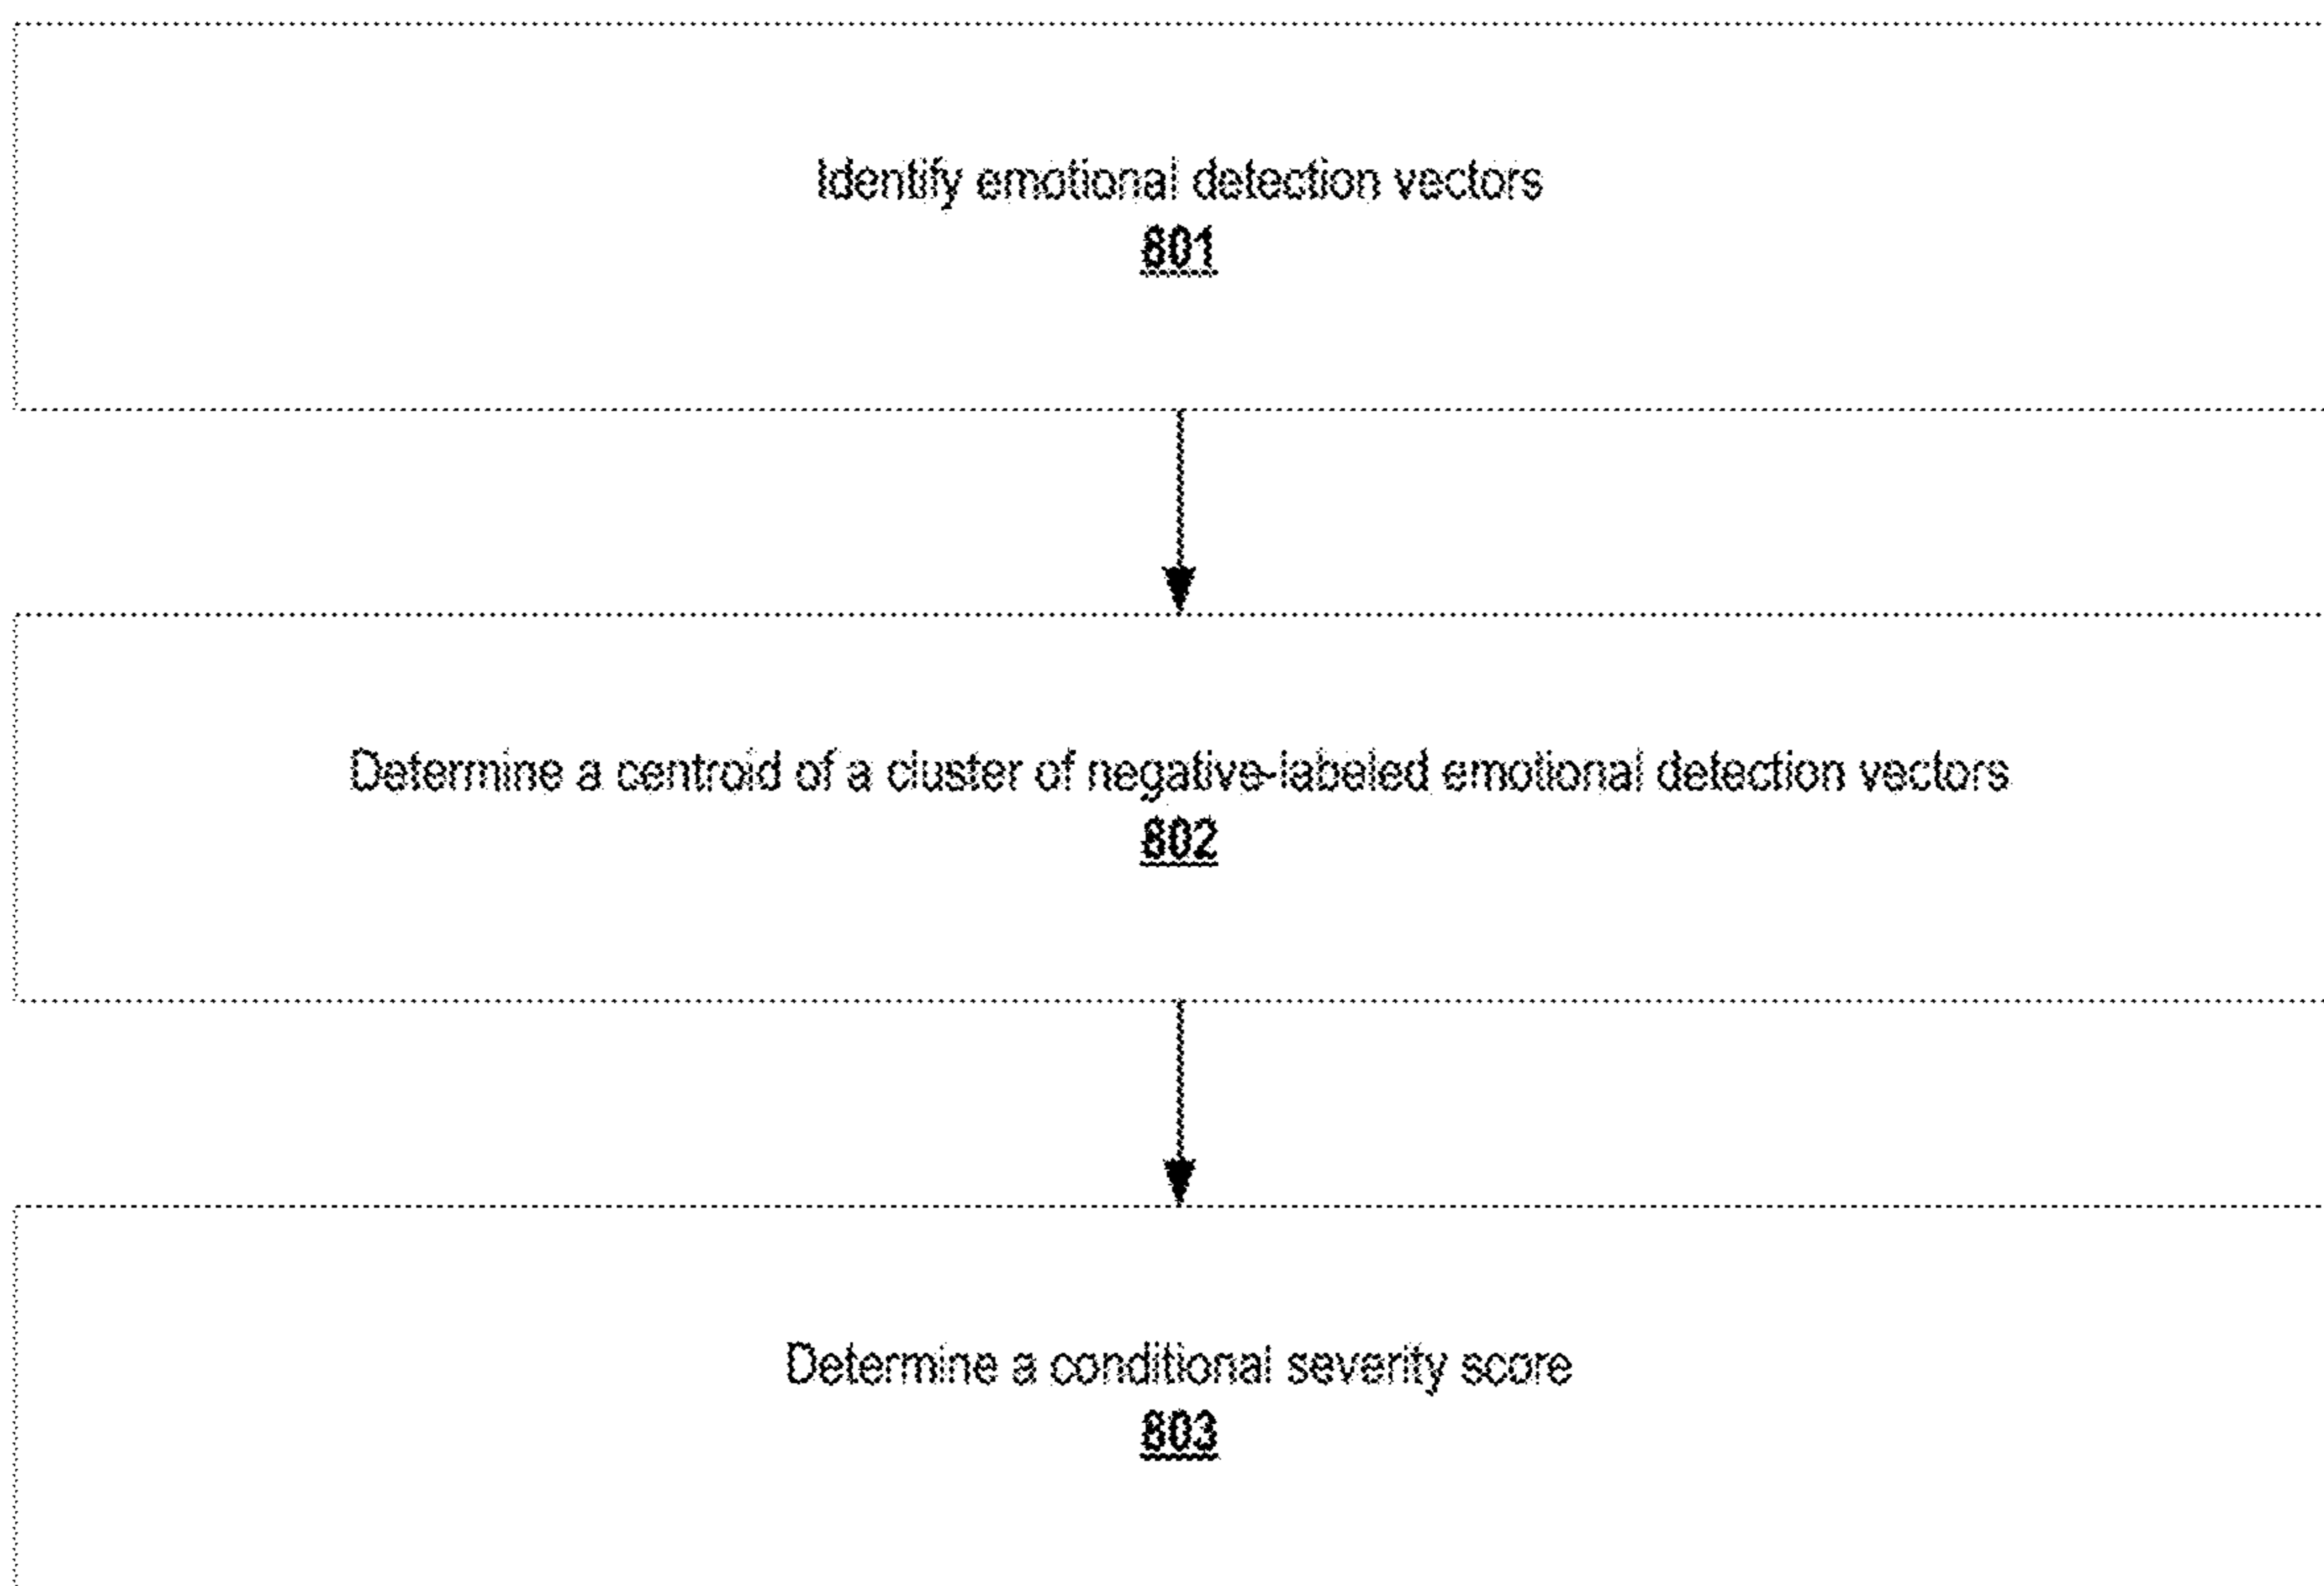 Identify emotional detection vectors
801
Determine a centroid of a cluster of negative-labeled emotional detection vectors
802
Determine a conditional severity score
803